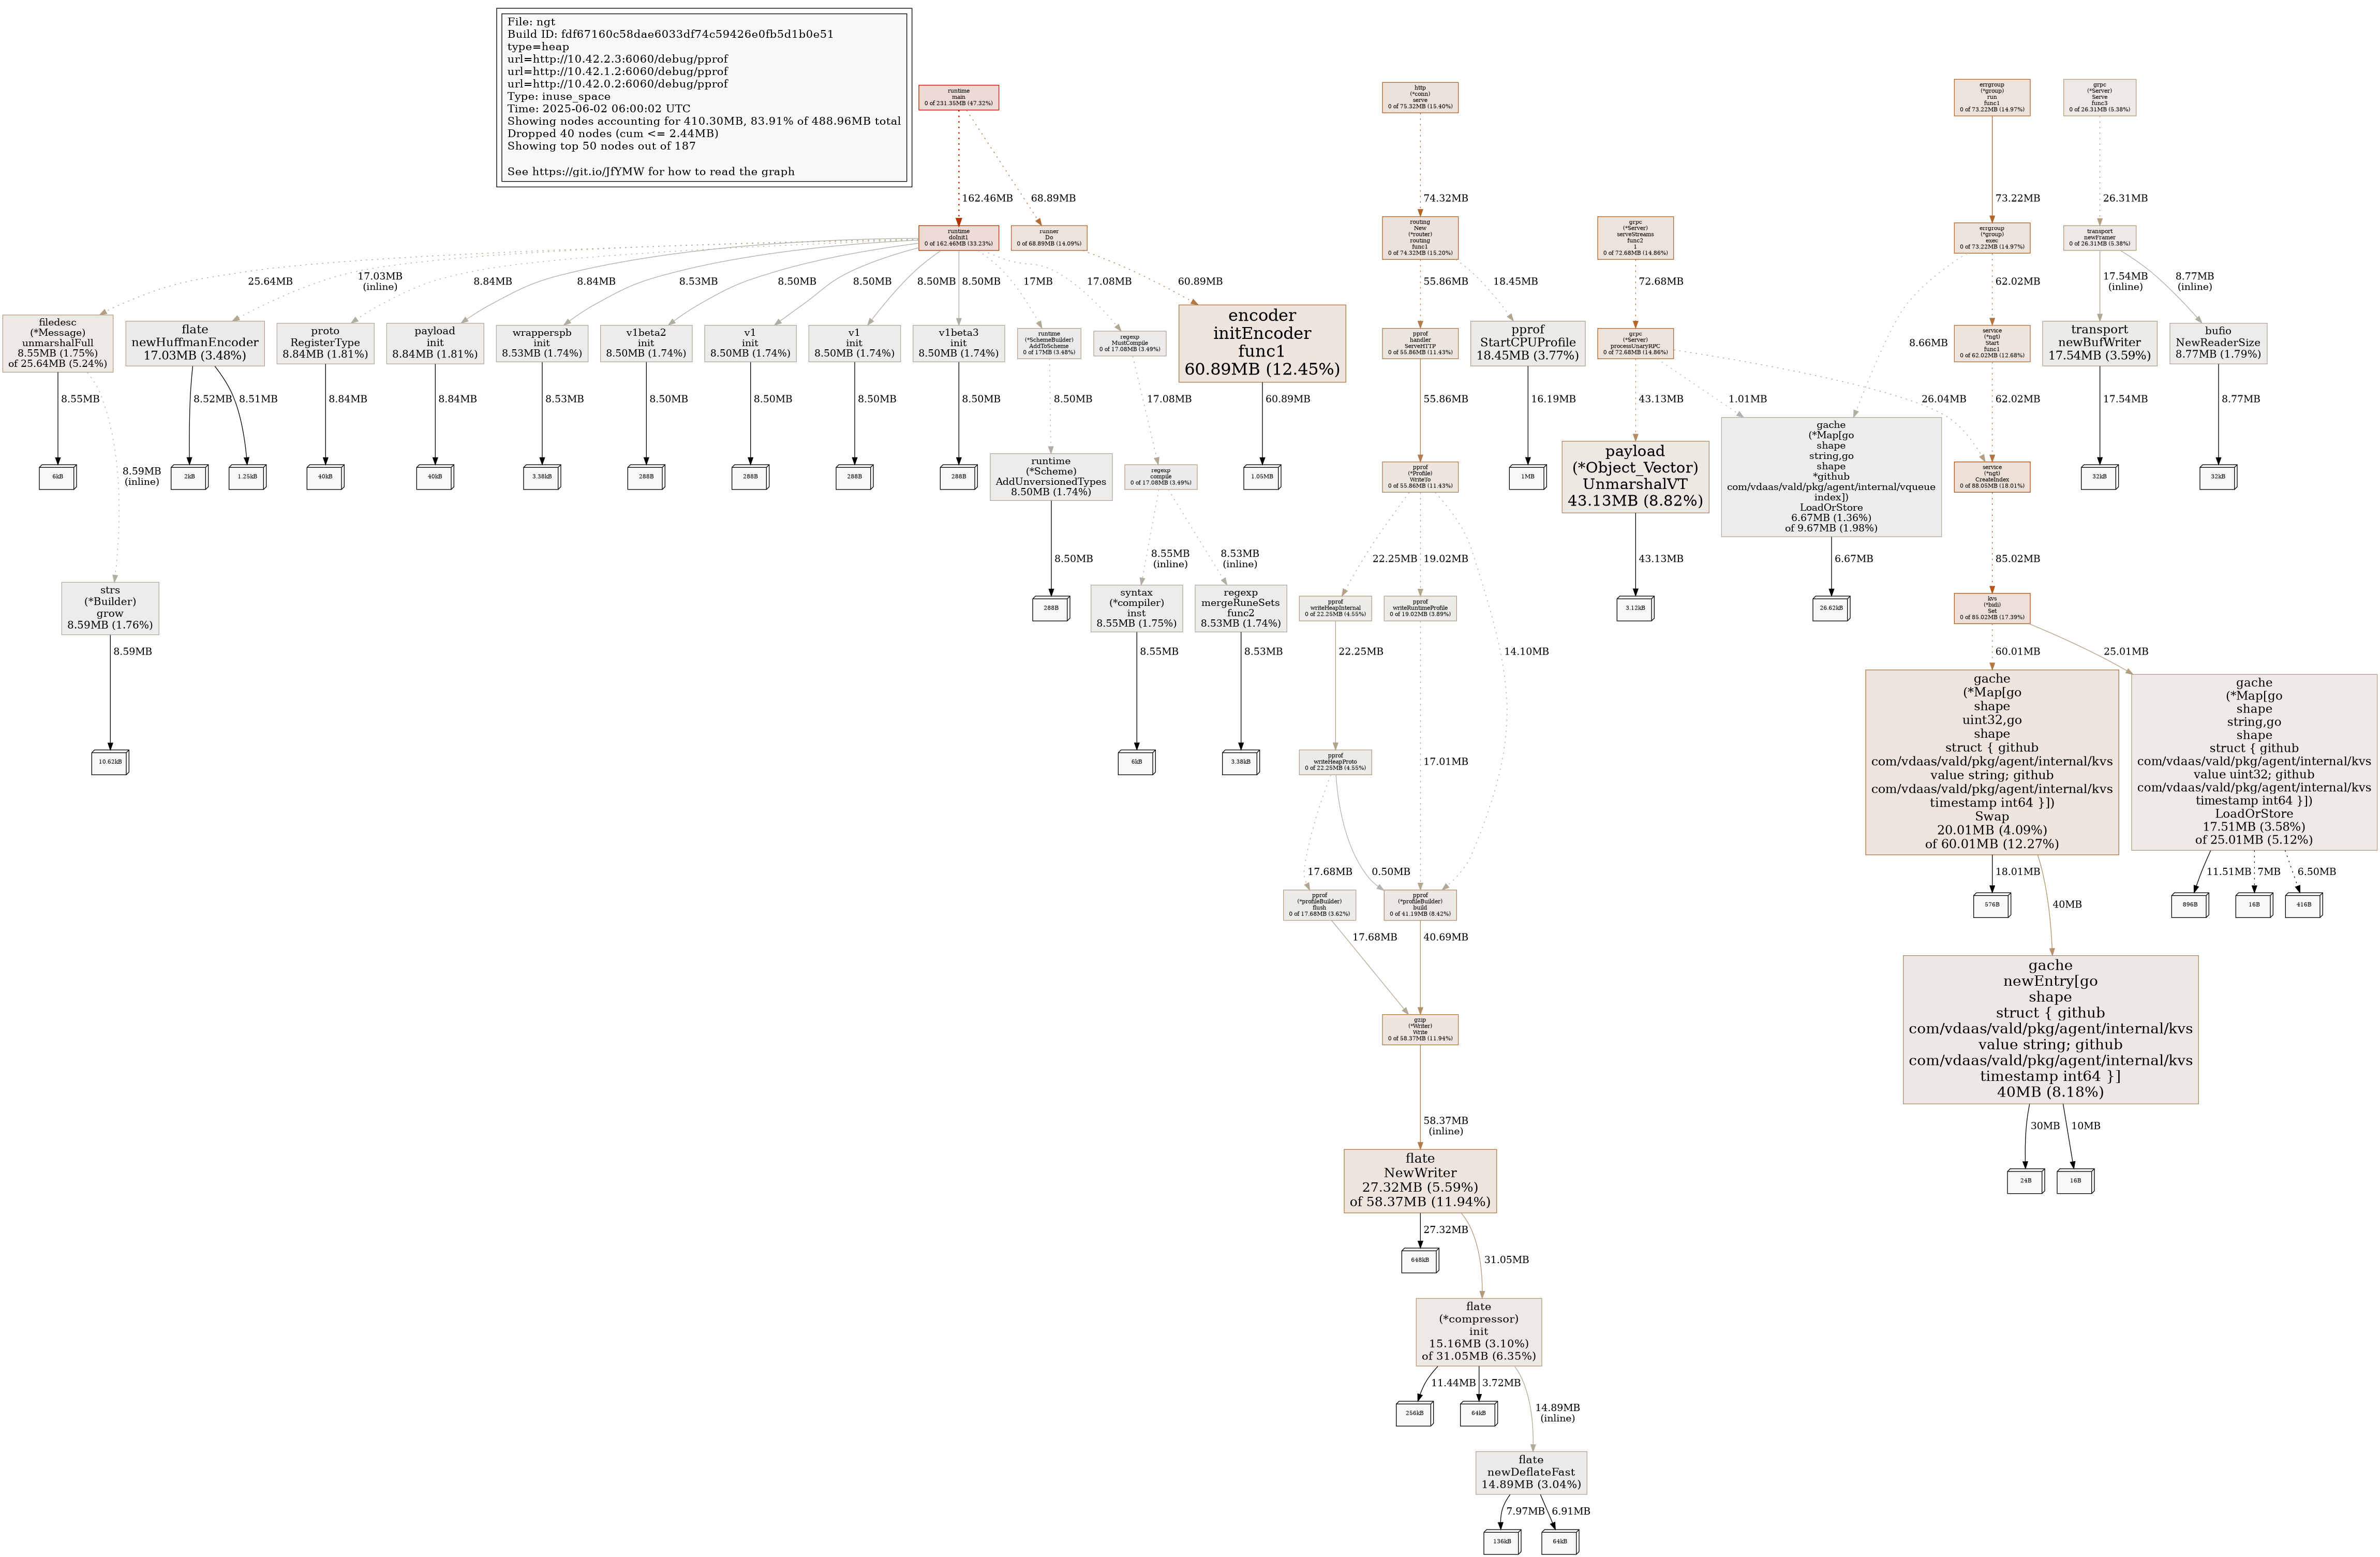 File: ngt
Build ID: fdf67160c58dae6033df74c59426e0fb5d1b0e51
type=heap
url=http://10.42.2.3:6060/debug/pprof
url=http://10.42.1.2:6060/debug/pprof
url=http://10.42.0.2:6060/debug/pprof
Type: inuse_space
Time: 2025-06-02 06:00:02 UTC
Showing nodes accounting for 410.30MB, 83.91% of 488.96MB total
Dropped 40 nodes (cum <= 2.44MB)
Showing top 50 nodes out of 187
See https://git.io/JfYMW for how to read the graph
runtime
main
0 of 231.35MB (47.32%)
http
(*conn)
serve
0 of 75.32MB (15.40%)
errgroup
(*group)
run
func1
0 of 73.22MB (14.97%)
grpc
(*Server)
Serve
func3
0 of 26.31MB (5.38%)
162.46MB
68.89MB
74.32MB
73.22MB
26.31MB
runtime
doInit1
0 of 162.46MB (33.23%)
runner
Do
0 of 68.89MB (14.09%)
routing
New
(*router)
routing
func1
0 of 74.32MB (15.20%)
grpc
(*Server)
serveStreams
func2
1
0 of 72.68MB (14.86%)
errgroup
(*group)
exec
0 of 73.22MB (14.97%)
transport
newFramer
0 of 26.31MB (5.38%)
25.64MB
17.03MB
(inline)
8.84MB
8.84MB
8.53MB
8.50MB
8.50MB
8.50MB
8.50MB
17MB
17.08MB
60.89MB
55.86MB
18.45MB
72.68MB
8.66MB
62.02MB
17.54MB
(inline)
8.77MB
(inline)
filedesc
(*Message)
unmarshalFull
8.55MB (1.75%)
of 25.64MB (5.24%)
flate
newHuffmanEncoder
17.03MB (3.48%)
proto
RegisterType
8.84MB (1.81%)
payload
init
8.84MB (1.81%)
wrapperspb
init
8.53MB (1.74%)
v1beta2
init
8.50MB (1.74%)
v1
init
8.50MB (1.74%)
v1
init
8.50MB (1.74%)
v1beta3
init
8.50MB (1.74%)
runtime
(*SchemeBuilder)
AddToScheme
0 of 17MB (3.48%)
regexp
MustCompile
0 of 17.08MB (3.49%)
encoder
initEncoder
func1
60.89MB (12.45%)
pprof
handler
ServeHTTP
0 of 55.86MB (11.43%)
pprof
StartCPUProfile
18.45MB (3.77%)
grpc
(*Server)
processUnaryRPC
0 of 72.68MB (14.86%)
service
(*ngt)
Start
func1
0 of 62.02MB (12.68%)
transport
newBufWriter
17.54MB (3.59%)
bufio
NewReaderSize
8.77MB (1.79%)
8.55MB
8.52MB
8.51MB
8.84MB
8.84MB
8.53MB
8.50MB
8.50MB
8.50MB
8.50MB
8.50MB
17.08MB
60.89MB
55.86MB
16.19MB
43.13MB
1.01MB
26.04MB
62.02MB
17.54MB
8.77MB
6kB
8.59MB
(inline)
2kB
1.25kB
40kB
40kB
3.38kB
288B
288B
288B
288B
runtime
(*Scheme)
AddUnversionedTypes
8.50MB (1.74%)
regexp
compile
0 of 17.08MB (3.49%)
1.05MB
pprof
(*Profile)
WriteTo
0 of 55.86MB (11.43%)
1MB
payload
(*Object_Vector)
UnmarshalVT
43.13MB (8.82%)
gache
(*Map[go
shape
string,go
shape
*github
com/vdaas/vald/pkg/agent/internal/vqueue
index])
LoadOrStore
6.67MB (1.36%)
of 9.67MB (1.98%)
service
(*ngt)
CreateIndex
0 of 88.05MB (18.01%)
32kB
32kB
8.50MB
8.55MB
(inline)
8.53MB
(inline)
22.25MB
19.02MB
43.13MB
6.67MB
85.02MB
strs
(*Builder)
grow
8.59MB (1.76%)
288B
syntax
(*compiler)
inst
8.55MB (1.75%)
regexp
mergeRuneSets
func2
8.53MB (1.74%)
pprof
writeHeapInternal
0 of 22.25MB (4.55%)
pprof
writeRuntimeProfile
0 of 19.02MB (3.89%)
3.12kB
26.62kB
kvs
(*bidi)
Set
0 of 85.02MB (17.39%)
8.59MB
8.55MB
8.53MB
22.25MB
14.10MB
60.01MB
25.01MB
10.62kB
6kB
3.38kB
pprof
writeHeapProto
0 of 22.25MB (4.55%)
17.01MB
gache
(*Map[go
shape
uint32,go
shape
struct { github
com/vdaas/vald/pkg/agent/internal/kvs
value string; github
com/vdaas/vald/pkg/agent/internal/kvs
timestamp int64 }])
Swap
20.01MB (4.09%)
of 60.01MB (12.27%)
gache
(*Map[go
shape
string,go
shape
struct { github
com/vdaas/vald/pkg/agent/internal/kvs
value uint32; github
com/vdaas/vald/pkg/agent/internal/kvs
timestamp int64 }])
LoadOrStore
17.51MB (3.58%)
of 25.01MB (5.12%)
17.68MB
0.50MB
18.01MB
40MB
11.51MB
7MB
6.50MB
pprof
(*profileBuilder)
flush
0 of 17.68MB (3.62%)
pprof
(*profileBuilder)
build
0 of 41.19MB (8.42%)
576B
896B
16B
416B
17.68MB
40.69MB
gzip
(*Writer)
Write
0 of 58.37MB (11.94%)
gache
newEntry[go
shape
struct { github
com/vdaas/vald/pkg/agent/internal/kvs
value string; github
com/vdaas/vald/pkg/agent/internal/kvs
timestamp int64 }]
40MB (8.18%)
58.37MB
(inline)
30MB
10MB
flate
NewWriter
27.32MB (5.59%)
of 58.37MB (11.94%)
24B
16B
27.32MB
31.05MB
648kB
flate
(*compressor)
init
15.16MB (3.10%)
of 31.05MB (6.35%)
11.44MB
3.72MB
14.89MB
(inline)
256kB
64kB
flate
newDeflateFast
14.89MB (3.04%)
7.97MB
6.91MB
136kB
64kB